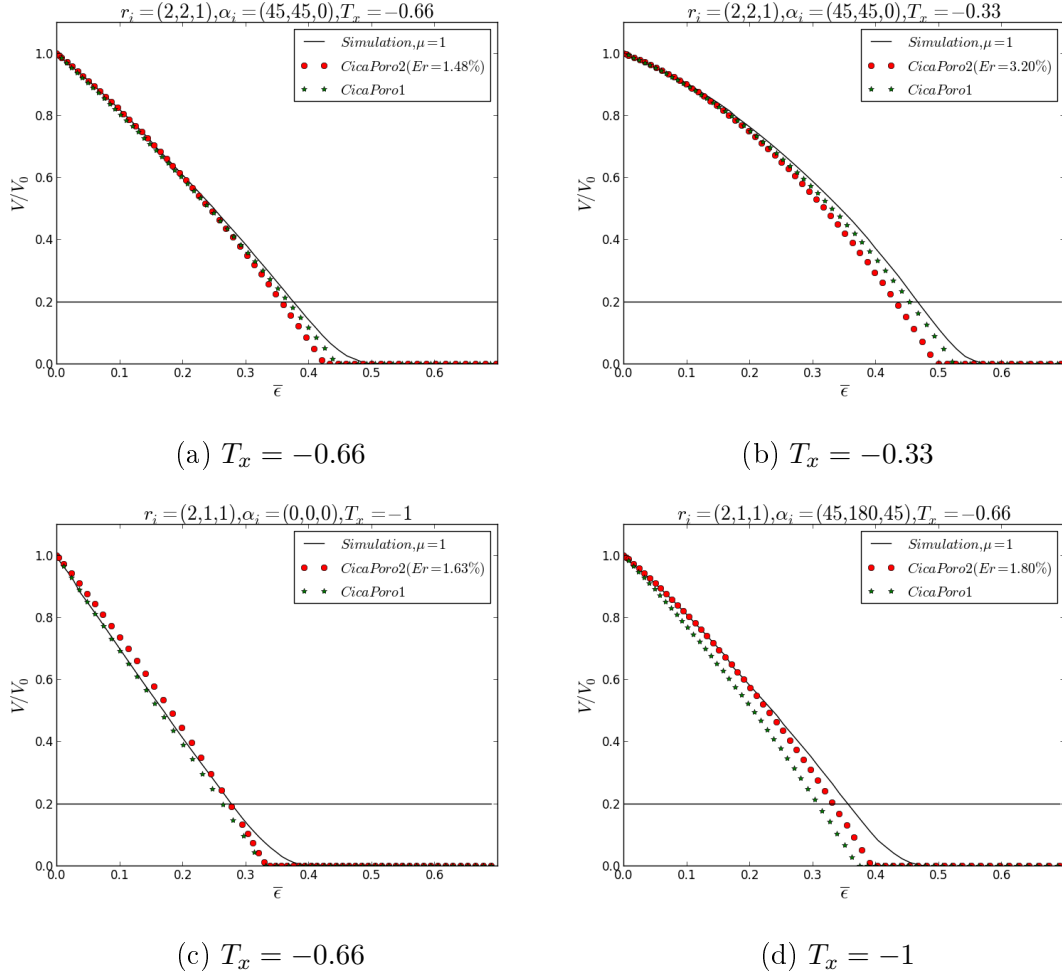 r_i=(2,2,1),α_i=(45,45,0),T_x=−0.66
Simulation,μ=1
CicaPoro2(Er=1.48%)
CicaPoro1
V/V_0
1.0
0.8
0.6
0.4
0.2
0.0
0.0 0.1 0.2 0.3 0.4 0.5 0.6
ϵ̅
(a) T_x = −0.66
r_i=(2,2,1),α_i=(45,45,0),T_x=−0.33
Simulation,μ=1
CicaPoro2(Er=3.20%)
CicaPoro1
V/V_0
1.0
0.8
0.6
0.4
0.2
0.0
0.0 0.1 0.2 0.3 0.4 0.5 0.6
ϵ̅
(b) T_x = −0.33
r_i=(2,1,1),α_i=(0,0,0),T_x=−1
Simulation,μ=1
CicaPoro2(Er=1.63%)
CicaPoro1
V/V_0
1.0
0.8
0.6
0.4
0.2
0.0
0.0 0.1 0.2 0.3 0.4 0.5 0.6
ϵ̅
(c) T_x = −0.66
r_i=(2,1,1),α_i=(45,180,45),T_x=−0.66
Simulation,μ=1
CicaPoro2(Er=1.80%)
CicaPoro1
V/V_0
1.0
0.8
0.6
0.4
0.2
0.0
0.0 0.1 0.2 0.3 0.4 0.5 0.6
ϵ̅
(d) T_x = −1